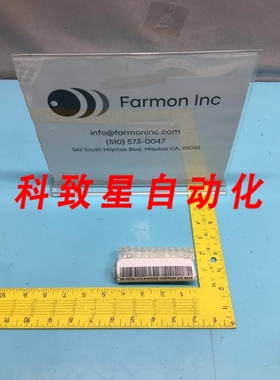 Farmon Inc
info@farmoninc.com
(510) 573-0047
562 South Milpitas Blvd, Milpitas CA, 95035
科致星自动化